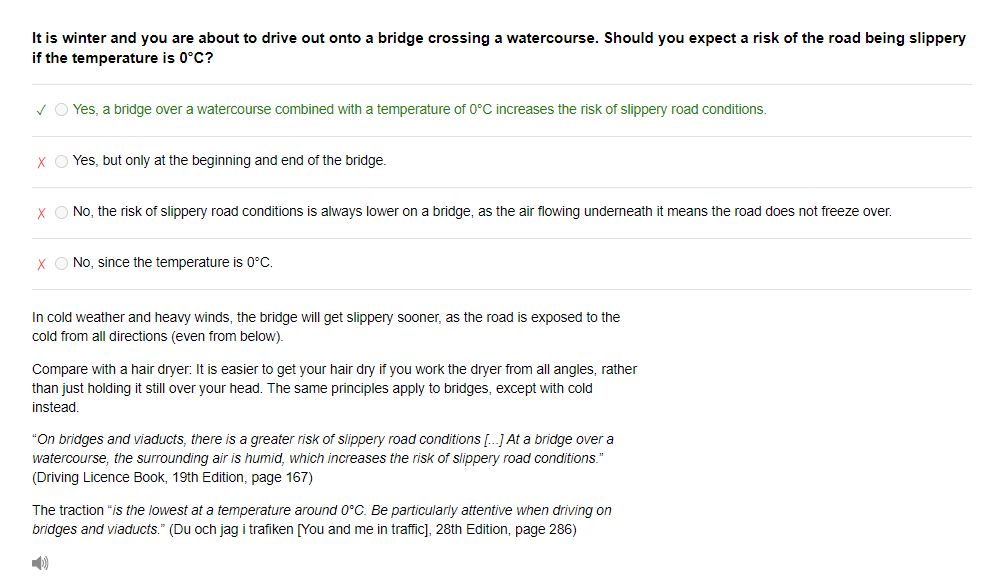 It is winter and you are about to drive out onto a bridge crossing a watercourse. Should you expect a risk of the road being slippery
if the temperature is 0°C?
✓ Yes, a bridge over a watercourse combined with a temperature of 0°C increases the risk of slippery road conditions.
X Yes, but only at the beginning and end of the bridge.
X No, the risk of slippery road conditions is always lower on a bridge, as the air flowing underneath it means the road does not freeze over.
X No, since the temperature is 0°C.
In cold weather and heavy winds, the bridge will get slippery sooner, as the road is exposed to the
cold from all directions (even from below).
Compare with a hair dryer: It is easier to get your hair dry if you work the dryer from all angles, rather
than just holding it still over your head. The same principles apply to bridges, except with cold
instead.
“On bridges and viaducts, there is a greater risk of slippery road conditions [...] At a bridge over a
watercourse, the surrounding air is humid, which increases the risk of slippery road conditions.”
(Driving Licence Book, 19th Edition, page 167)
The traction “is the lowest at a temperature around 0°C. Be particularly attentive when driving on
bridges and viaducts.” (Du och jag i trafiken [You and me in traffic], 28th Edition, page 286)